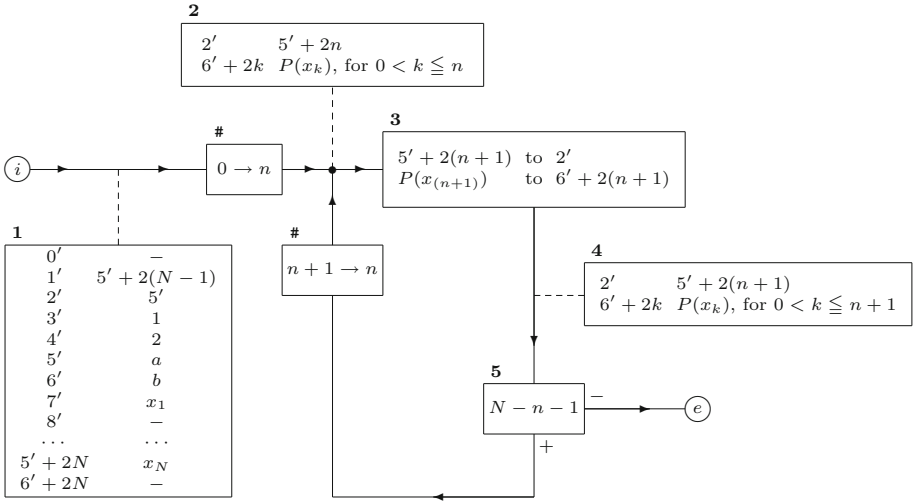 2
2′ 5′ + 2n
6′ + 2k P(x_k), for 0 < k ≦ n
#
i
0 → n
3
5′ + 2(n + 1) to 2′
P(x_(n+1)) to 6′ + 2(n + 1)
1
0′ −
1′ 5′ + 2(N − 1)
2′ 5′
3′ 1
4′ 2
5′ a
6′ b
7′ x_1
8′ −
··· ···
5′ + 2N x_N
6′ + 2N −
#
n + 1 → n
4
2′ 5′ + 2(n + 1)
6′ + 2k P(x_k), for 0 < k ≦ n + 1
5
N − n − 1
−
e
+